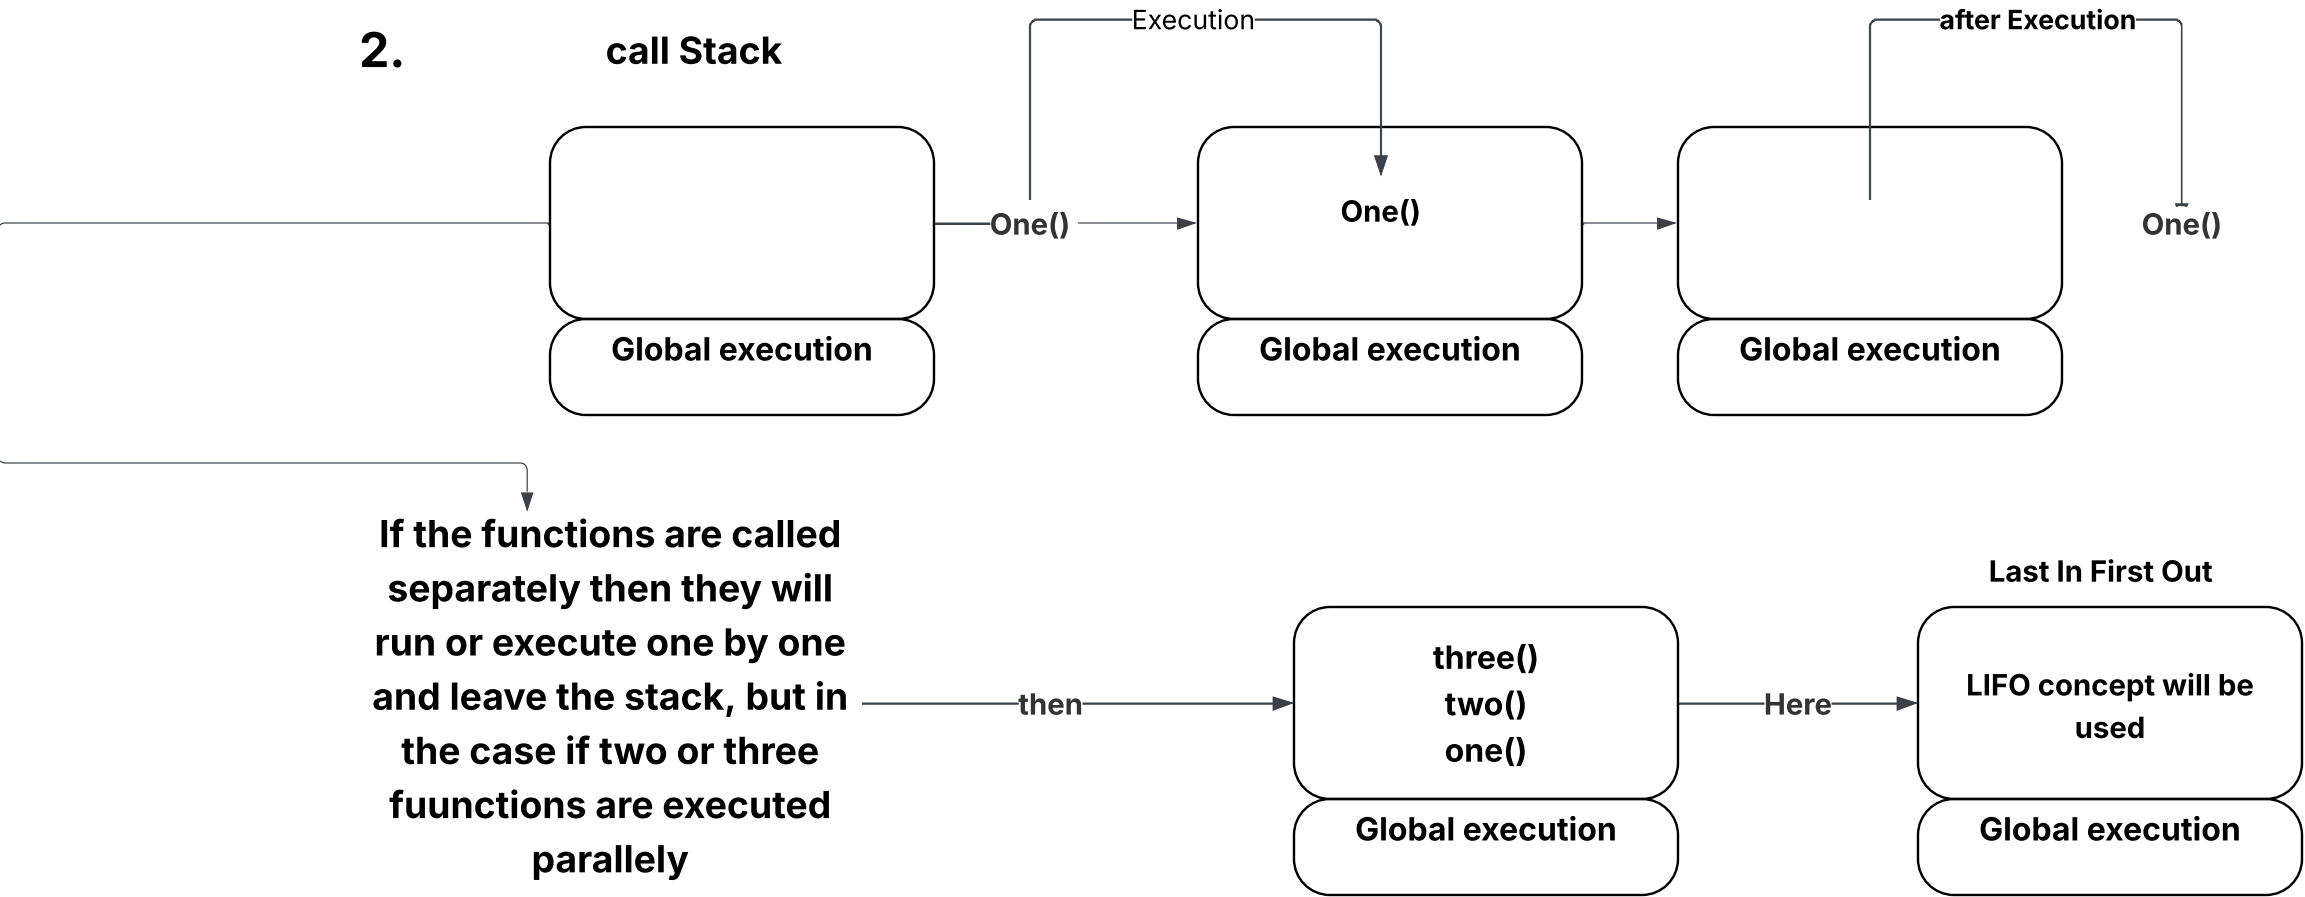 2.
call Stack
Execution
after Execution
One()
One()
One()
Global execution
Global execution
Global execution
If the functions are called
separately then they will
run or execute one by one
and leave the stack, but in
the case if two or three
fuunctions are executed
parallely
then
three()
two()
one()
Global execution
Here
Last In First Out
LIFO concept will be
used
Global execution